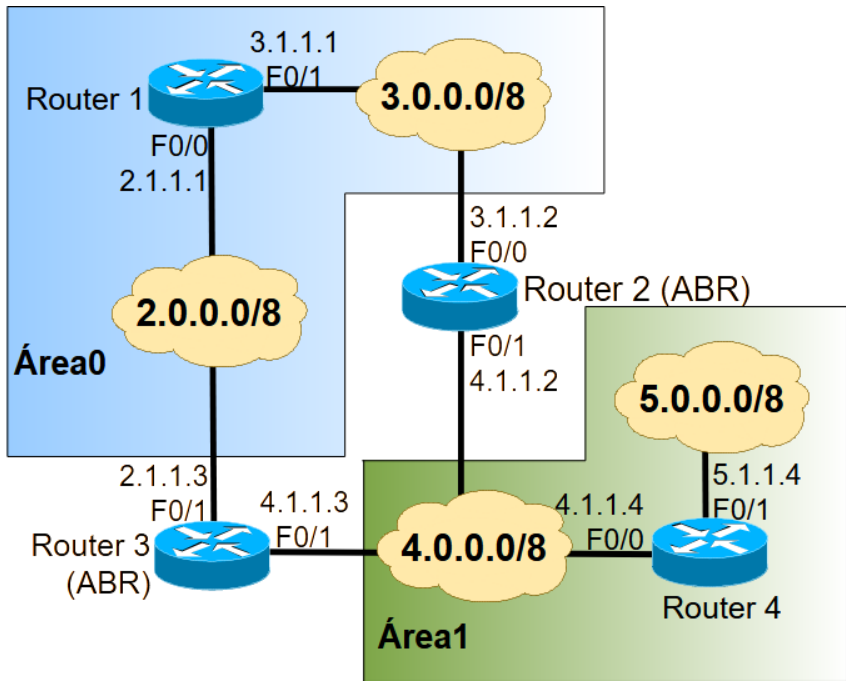 3.1.1.1
F0/1
Router 1
3.0.0.0/8
F0/0
2.1.1.1
3.1.1.2
F0/0
Router 2 (ABR)
2.0.0.0/8
Área0
F0/1
4.1.1.2
5.0.0.0/8
2.1.1.3
F0/1
4.1.1.3
F0/1
Router 3
(ABR)
4.0.0.0/8
4.1.1.4
F0/0
5.1.1.4
F0/1
Router 4
Área1